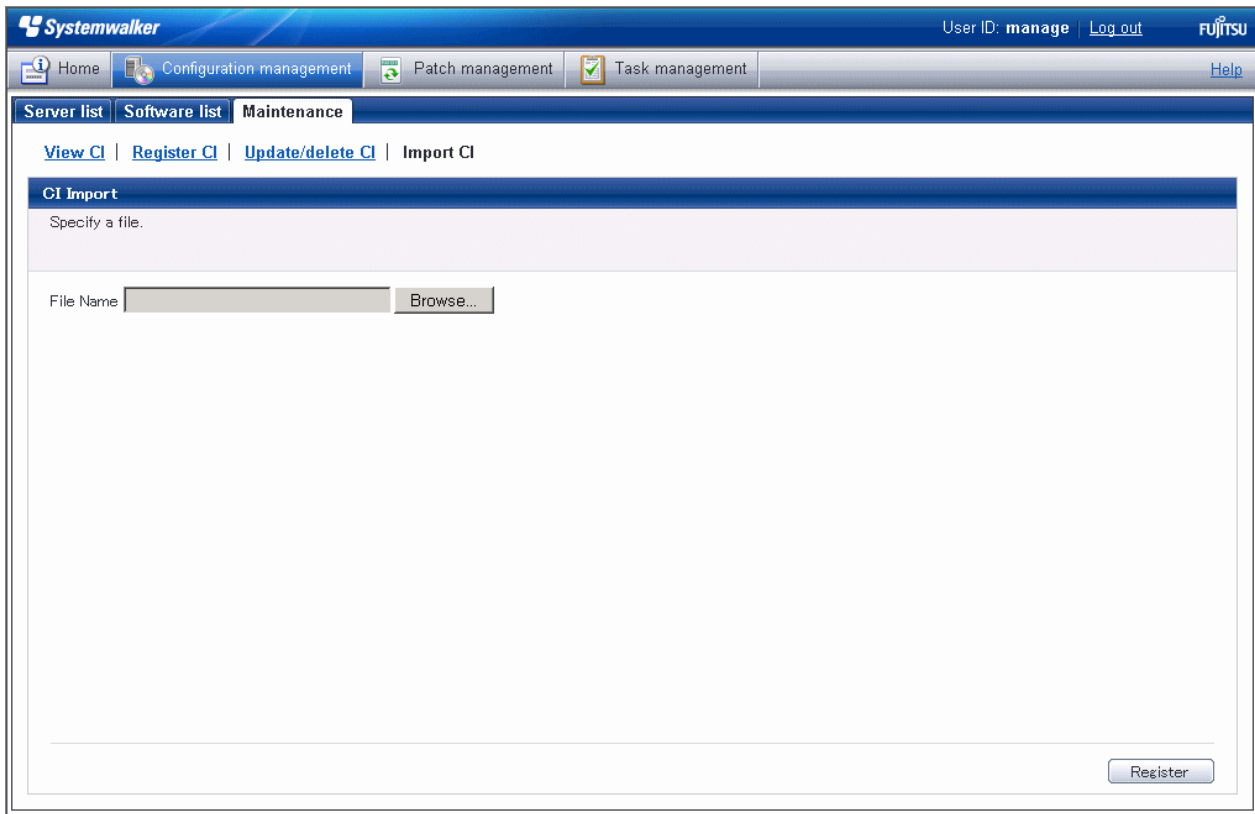 Systemwalker User ID: manage | Log out FUJITSU
Home Configuration management Patch management Task management Help
Server list Software list Maintenance
View CI | Register CI | Update/delete CI | Import CI
CI Import
Specify a file.
File Name Browse...
Register